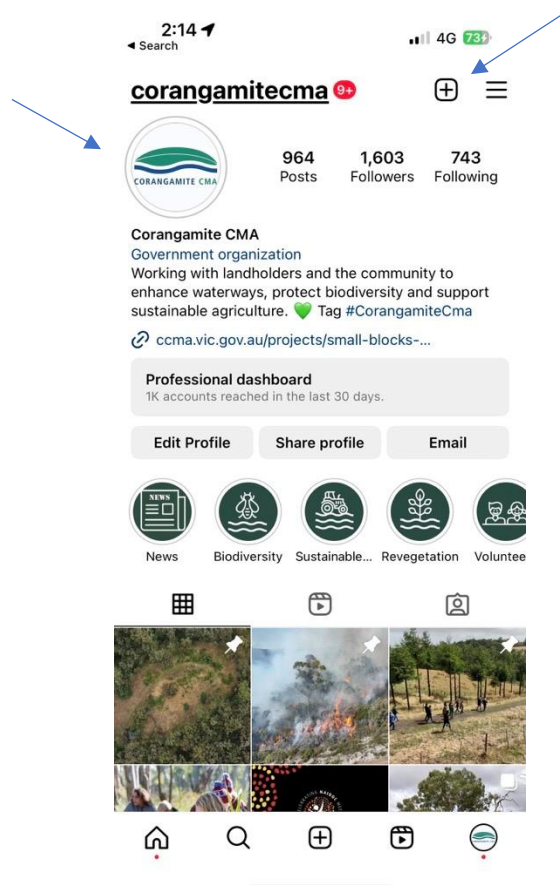 2:14
Search
4G 73
corangamitecma 9+
CORANGAMITE CMA
964 1,603 743
Posts Followers Following
Corangamite CMA
Government organization
Working with landholders and the community to
enhance waterways, protect biodiversity and support
sustainable agriculture. 💚 Tag #CorangamiteCma
ccma.vic.gov.au/projects/small-blocks-...
Professional dashboard
1K accounts reached in the last 30 days.
Edit Profile Share profile Email
NEWS
News Biodiversity Sustainable... Revegetation Voluntee